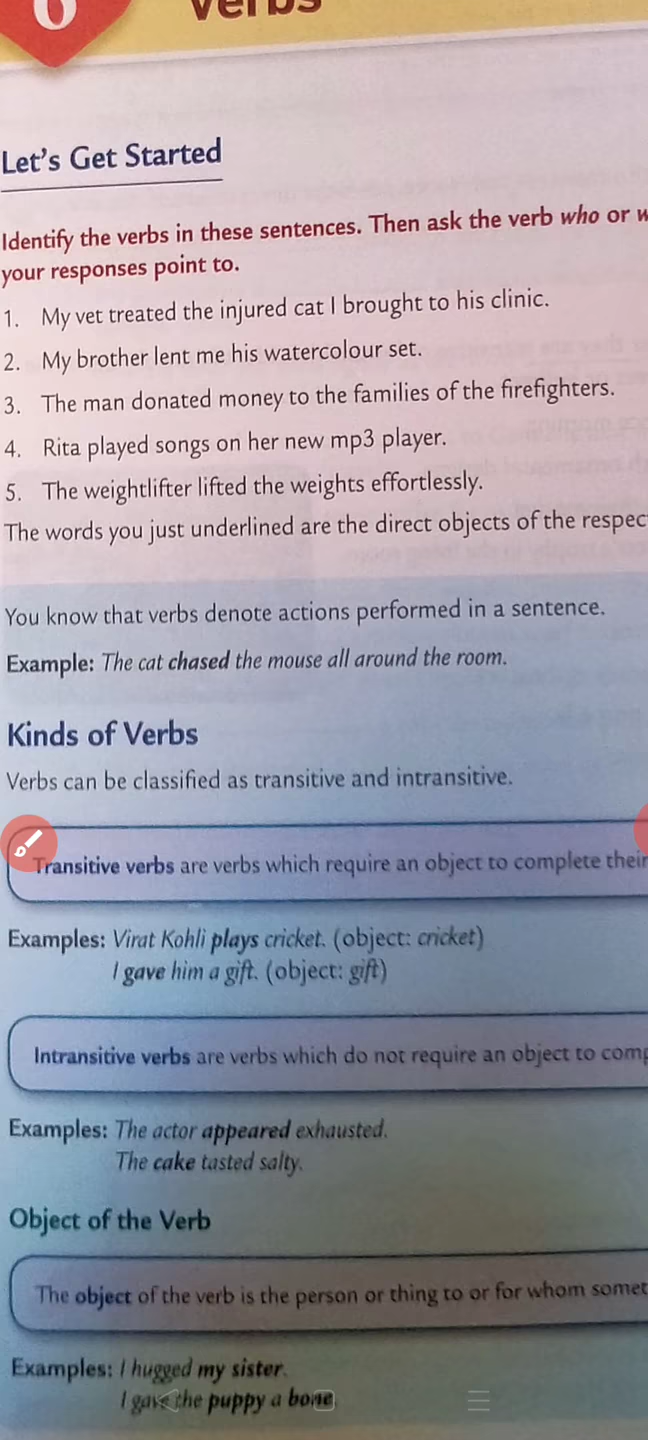 6 Verbs
Let's Get Started
Identify the verbs in these sentences. Then ask the verb who or
your responses point to.
1. My vet treated the injured cat I brought to his clinic.
2. My brother lent me his watercolour set.
3. The man donated money to the families of the firefighters.
4. Rita played songs on her new mp3 player.
5. The weightlifter lifted the weights effortlessly.
The words you just underlined are the direct objects of the
You know that verbs denote actions performed in a sentence.
Example: The cat chased the mouse all around the room.
Kinds of Verbs
Verbs can be classified as transitive and intransitive.
Transitive verbs are verbs which require an object to complete their
Examples: Virat Kohli plays cricket. (object: cricket)
I gave him a gift. (object: gift)
Intransitive verbs are verbs which do not require an object to
Examples: The actor appeared exhausted.
The cake tasted salty.
Object of the Verb
The object of the verb is the person or thing to or for whom
Examples: I hugged my sister.
I gave the puppy a bone.